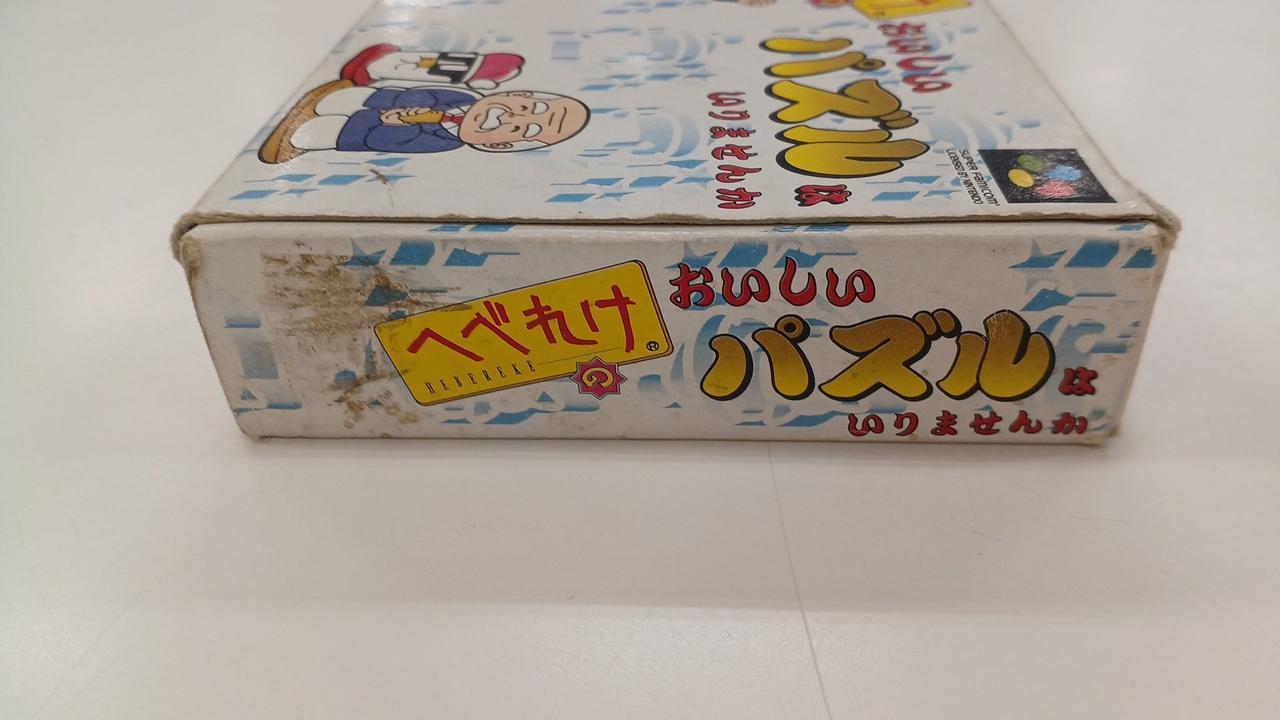 おいしい
パズルは
いりませんか
SUPER FAMICOM
LICENSED BY NINTENDO
へべれけ®
HEBEREKE
の
おいしい
パズルは
いりませんか